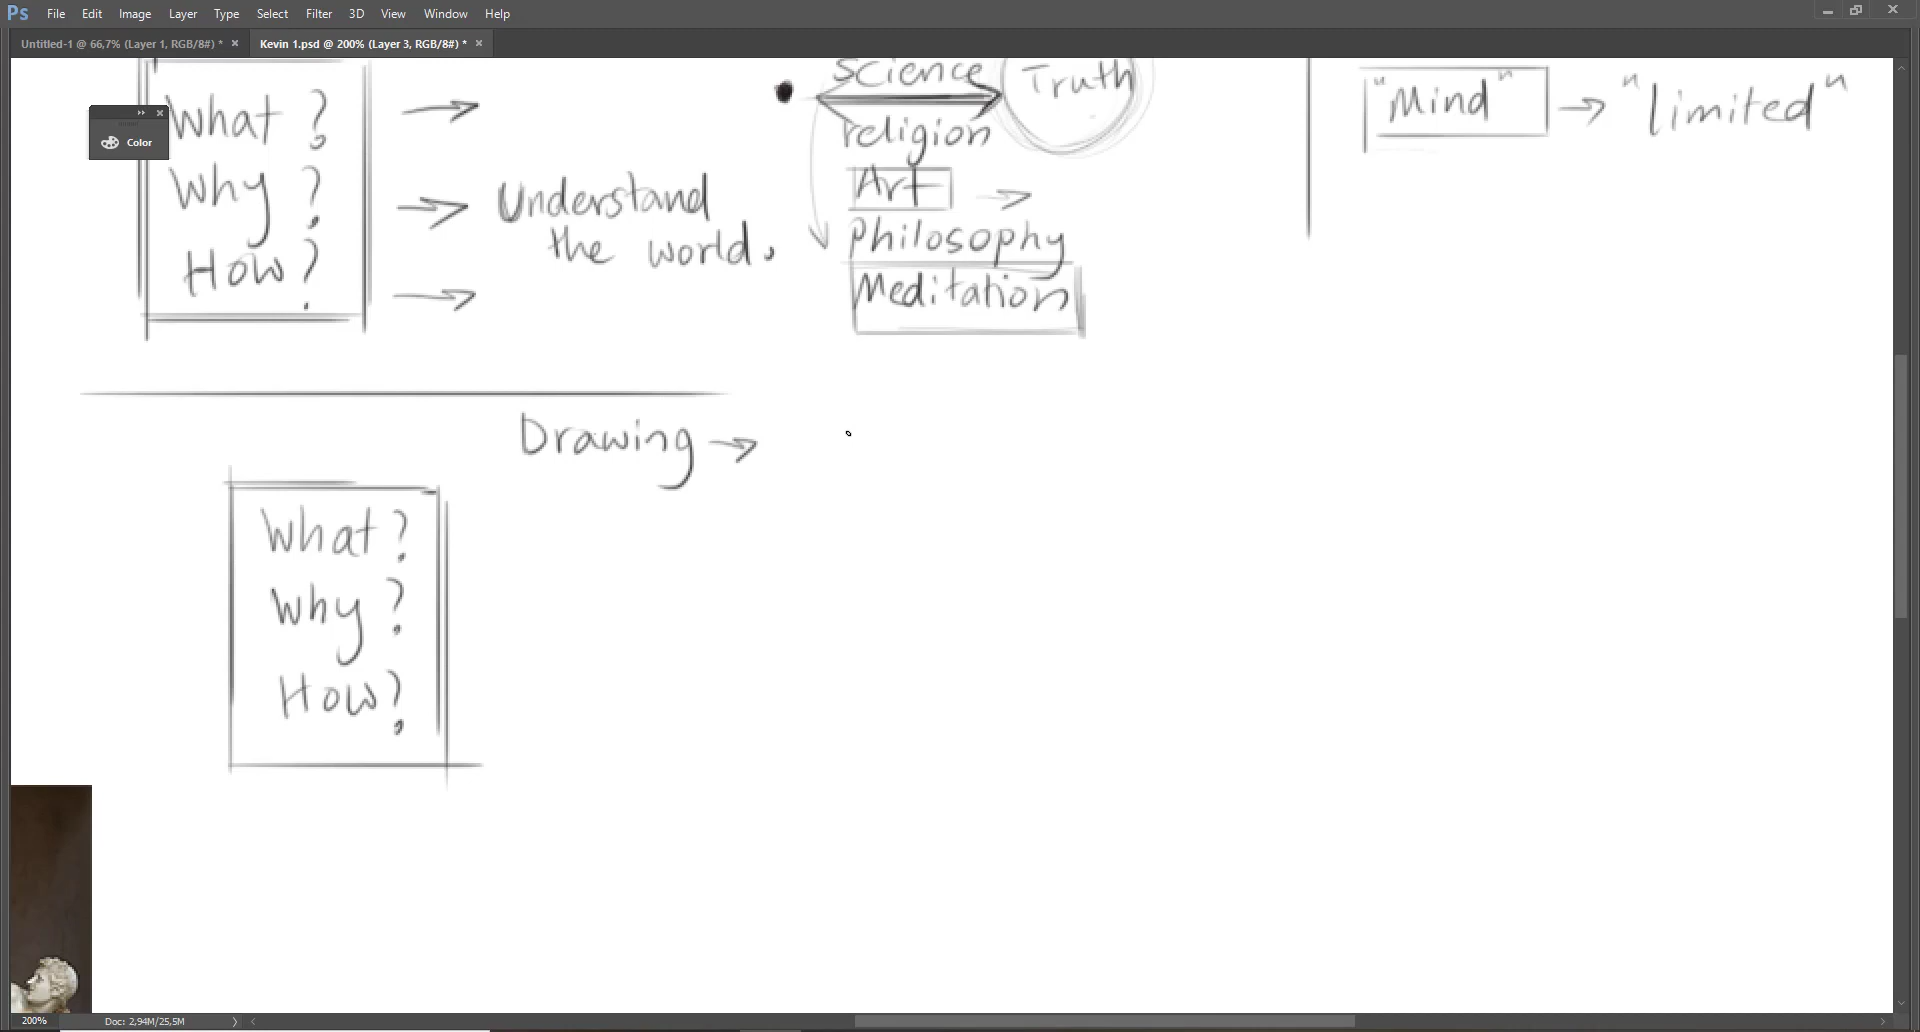 Ps File Edit Image Layer Type Select Filter 3D View Window Help
Untitled-1 @ 66,7% (Layer 1, RGB/8#) * × Kevin 1.psd @ 200% (Layer 3, RGB/8#) * ×
Color
What ?
Why ?
How ?
Understand
the world.
Science
religion
Art
Philosophy
Meditation
Truth
"Mind" → "limited"
Drawing →
What ?
Why ?
How ?
200% Doc: 2,94M/25,5M